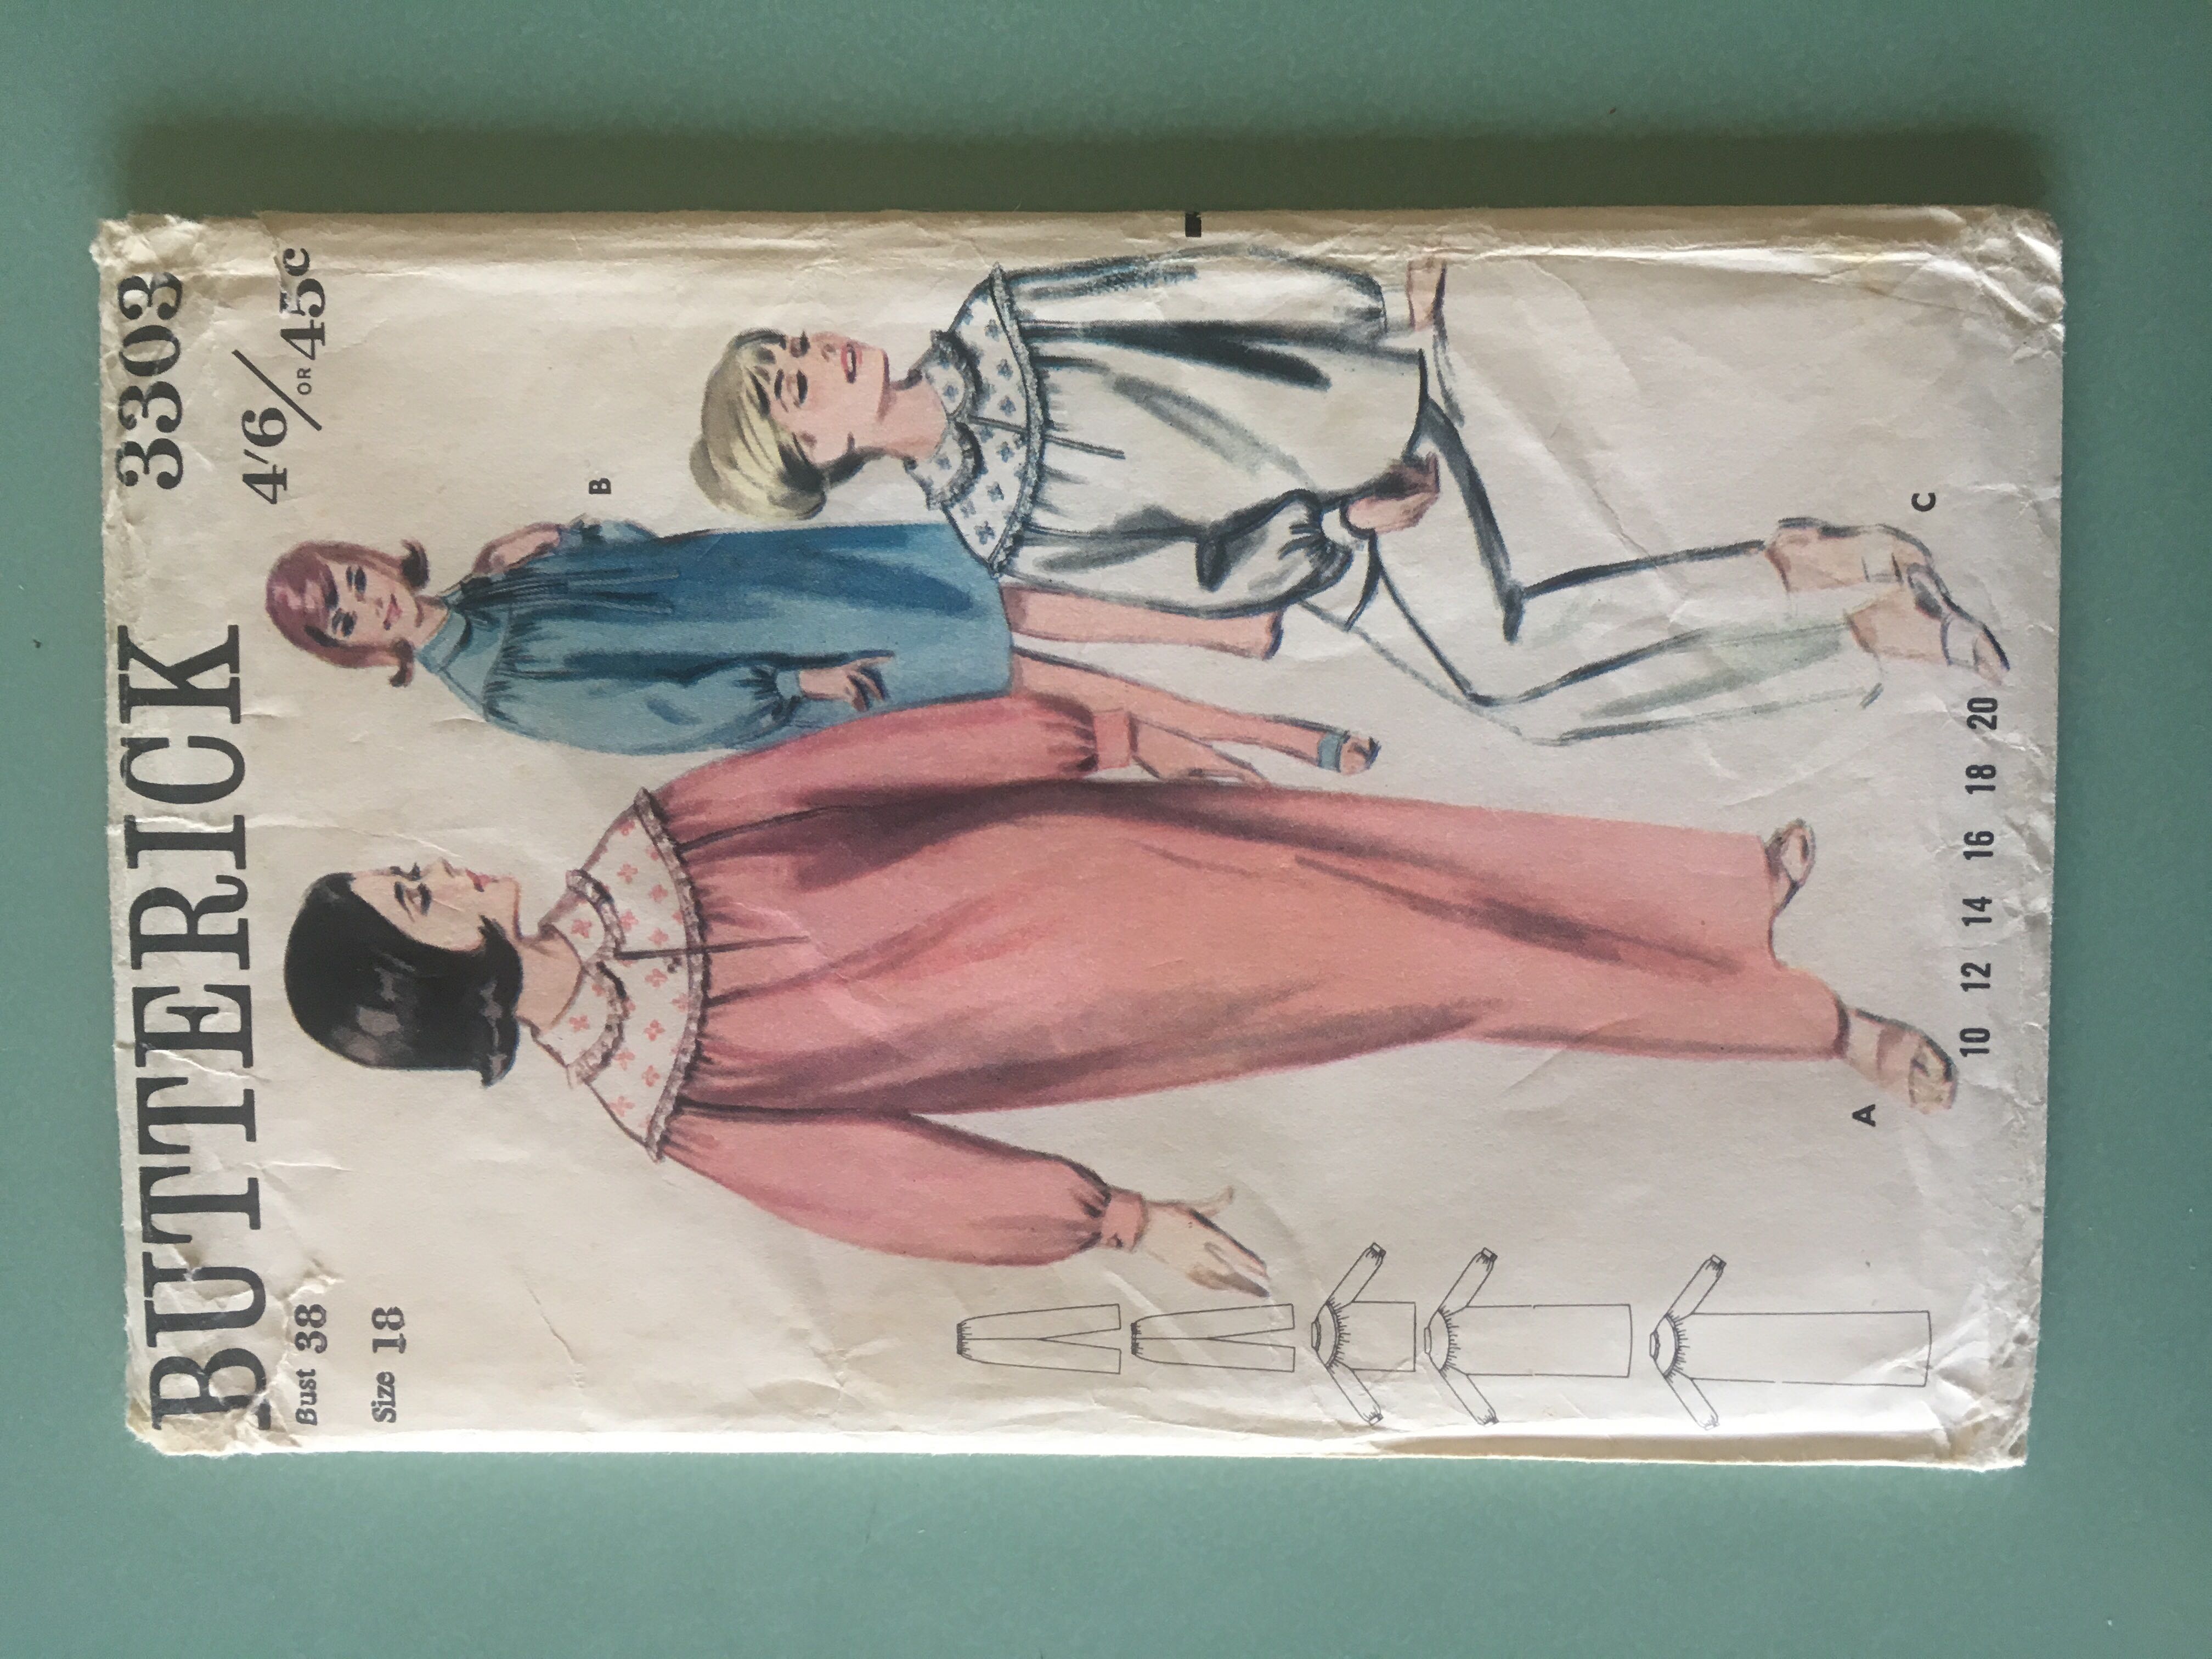 BUTTERICK 3303
4'6/ OR 45c
Bust 38
Size 18
B
A
C
10 12 14 16 18 20